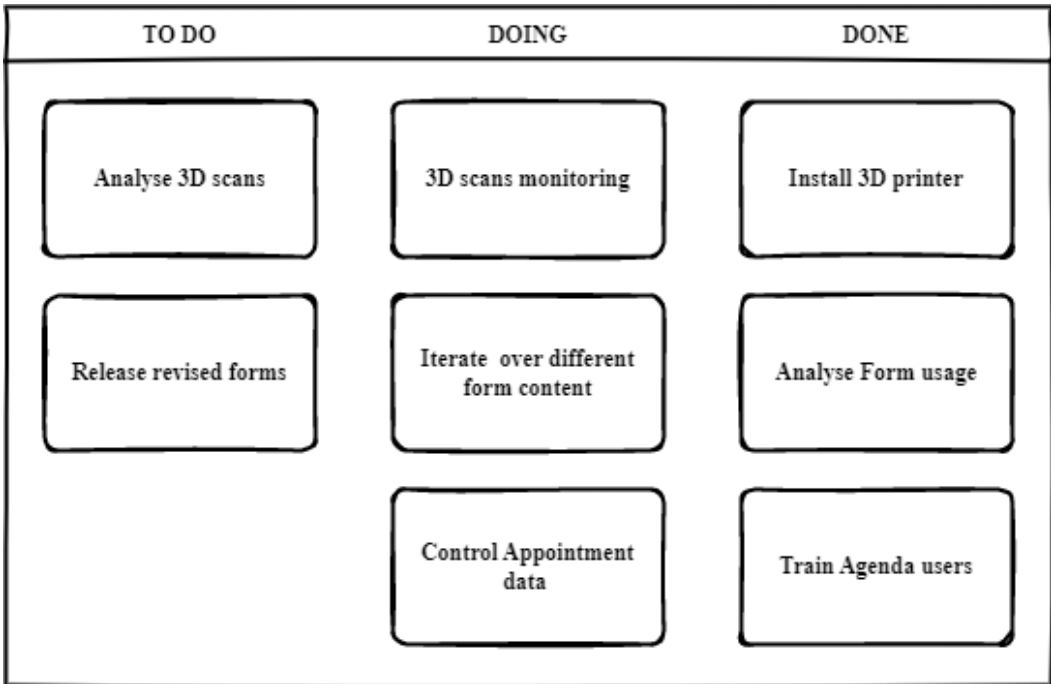 TO DO
DOING
DONE
Analyse 3D scans
3D scans monitoring
Install 3D printer
Release revised forms
Iterate  over different
form content
Analyse Form usage
Control Appointment
data
Train Agenda users